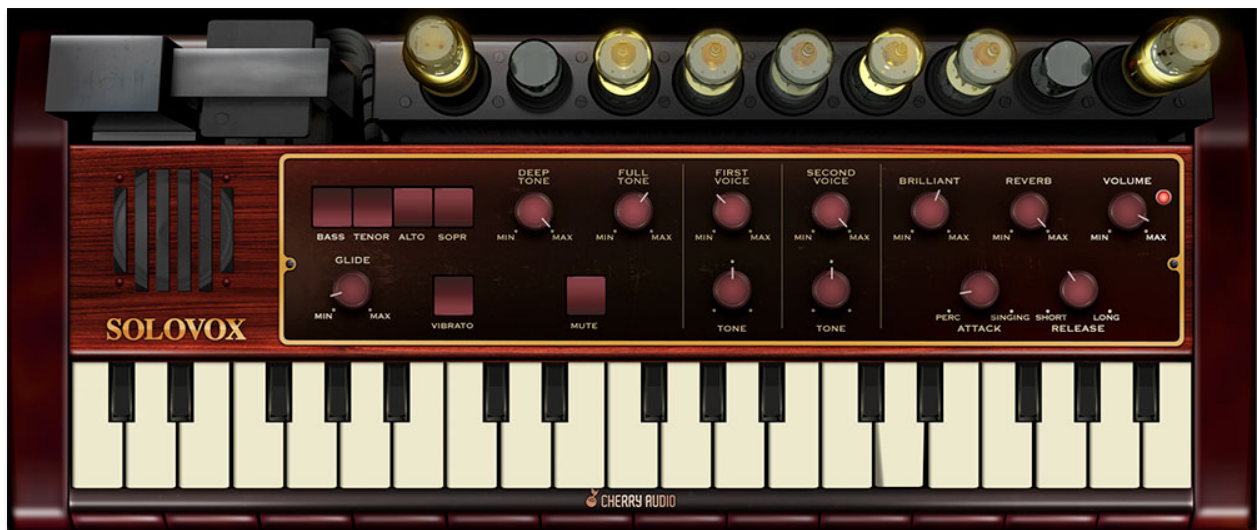 DEEP
TONE
FULL
TONE
FIRST
VOICE
SECOND
VOICE
BRILLIANT
REVERB
VOLUME
BASS TENOR ALTO SOPR
MIN MAX
MIN MAX
MIN MAX
MIN MAX
MIN MAX
MIN MAX
MIN MAX
GLIDE
MIN MAX
VIBRATO
MUTE
TONE
TONE
PERC SINGING
ATTACK
SHORT LONG
RELEASE
SOLOVOX
CHERRY AUDIO